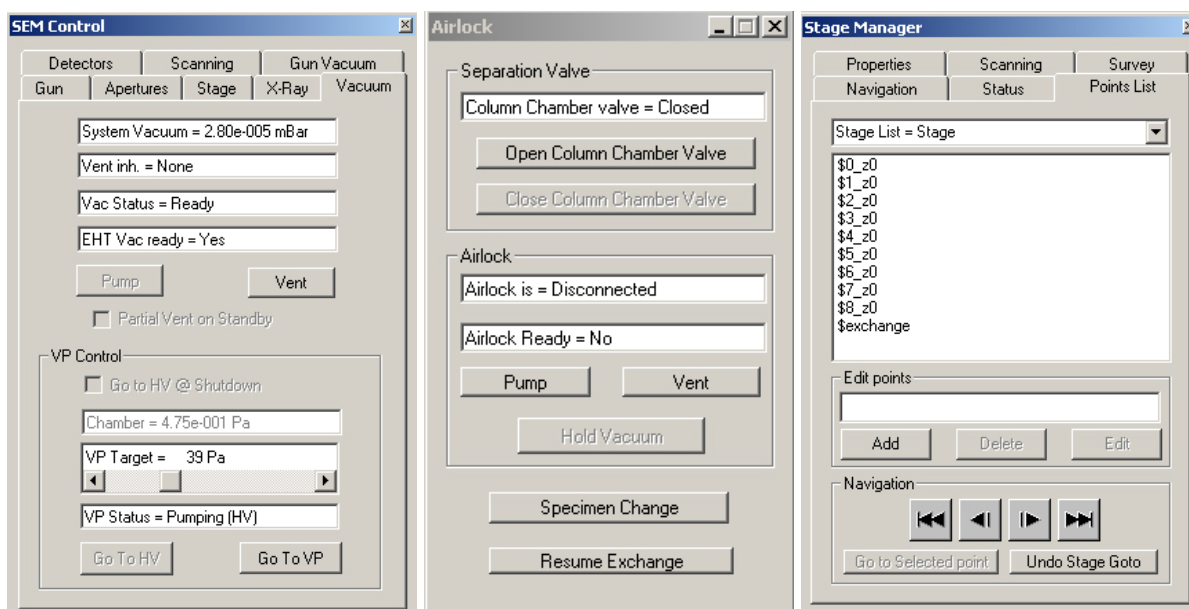 SEM Control
Detectors Scanning Gun Vacuum
Gun Apertures Stage X-Ray Vacuum
System Vacuum = 2.80e-005 mBar
Vent inh. = None
Vac Status = Ready
EHT Vac ready = Yes
Pump Vent
Partial Vent on Standby
VP Control
Go to HV @ Shutdown
Chamber = 4.75e-001 Pa
VP Target = 39 Pa
VP Status = Pumping (HV)
Go To HV Go To VP
Airlock
Separation Valve
Column Chamber valve = Closed
Open Column Chamber Valve
Close Column Chamber Valve
Airlock
Airlock is = Disconnected
Airlock Ready = No
Pump Vent
Hold Vacuum
Specimen Change
Resume Exchange
Stage Manager
Properties Scanning Survey
Navigation Status Points List
Stage List = Stage
$0_z0
$1_z0
$2_z0
$3_z0
$4_z0
$5_z0
$6_z0
$7_z0
$8_z0
$exchange
Edit points
Add Delete Edit
Navigation
Go to Selected point Undo Stage Goto